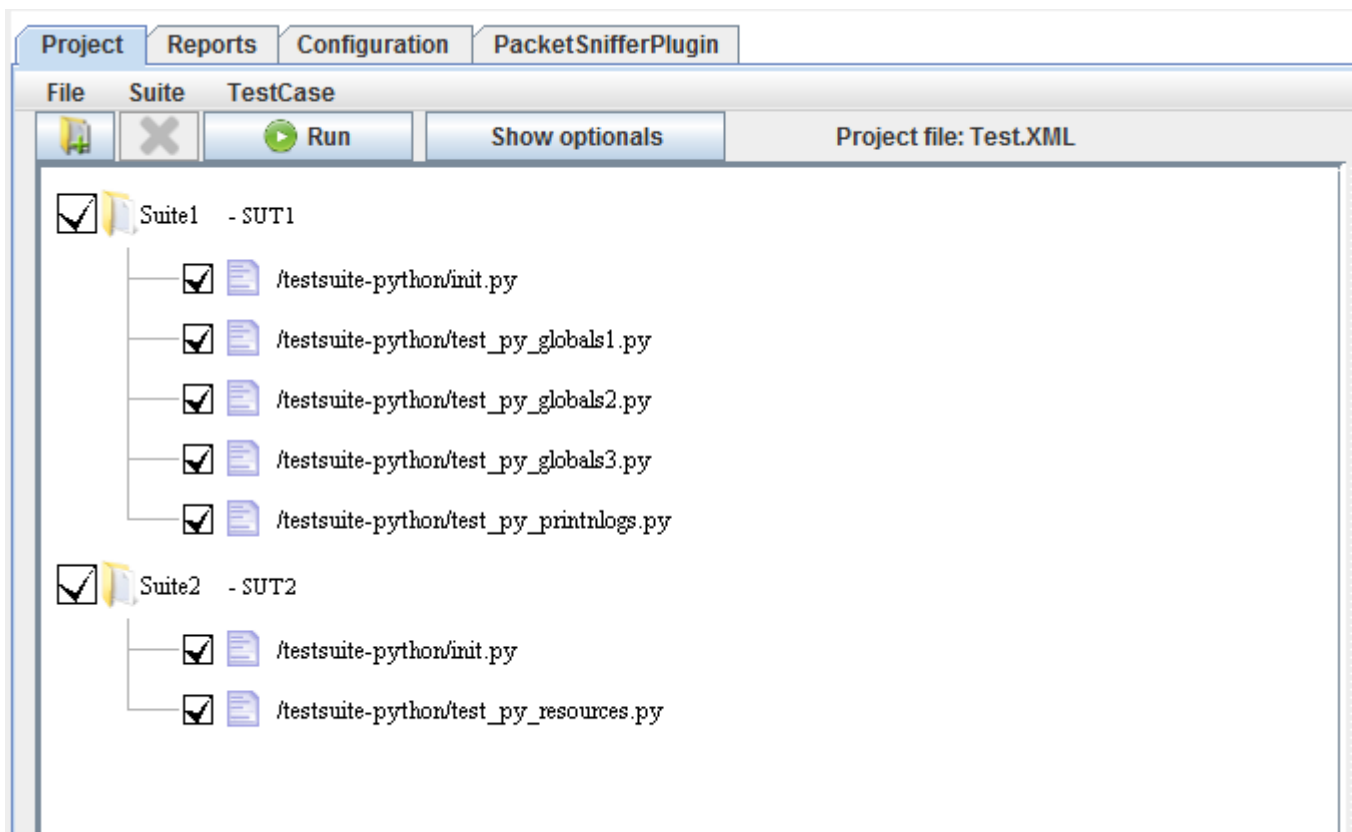 Project Reports Configuration PacketSnifferPlugin
File Suite TestCase
Run Show optionals Project file: Test.XML
Suite1 - SUT1
/testsuite-python/init.py
/testsuite-python/test_py_globals1.py
/testsuite-python/test_py_globals2.py
/testsuite-python/test_py_globals3.py
/testsuite-python/test_py_printnlogs.py
Suite2 - SUT2
/testsuite-python/init.py
/testsuite-python/test_py_resources.py